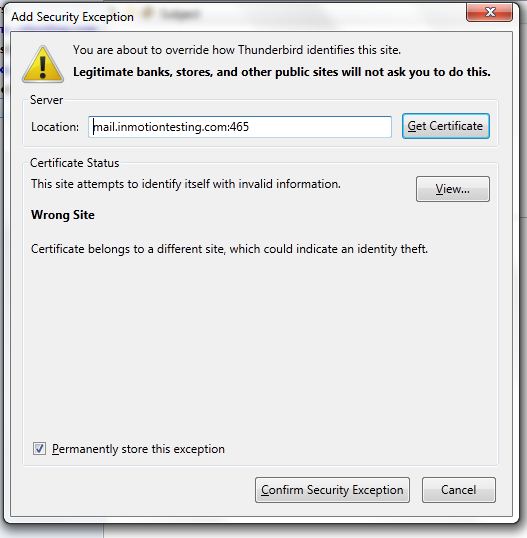 Add Security Exception
You are about to override how Thunderbird identifies this site.
Legitimate banks, stores, and other public sites will not ask you to do this.
Server
Location: mail.inmotiontesting.com:465 Get Certificate
Certificate Status
This site attempts to identify itself with invalid information. View...
Wrong Site
Certificate belongs to a different site, which could indicate an identity theft.
Permanently store this exception
Confirm Security Exception Cancel